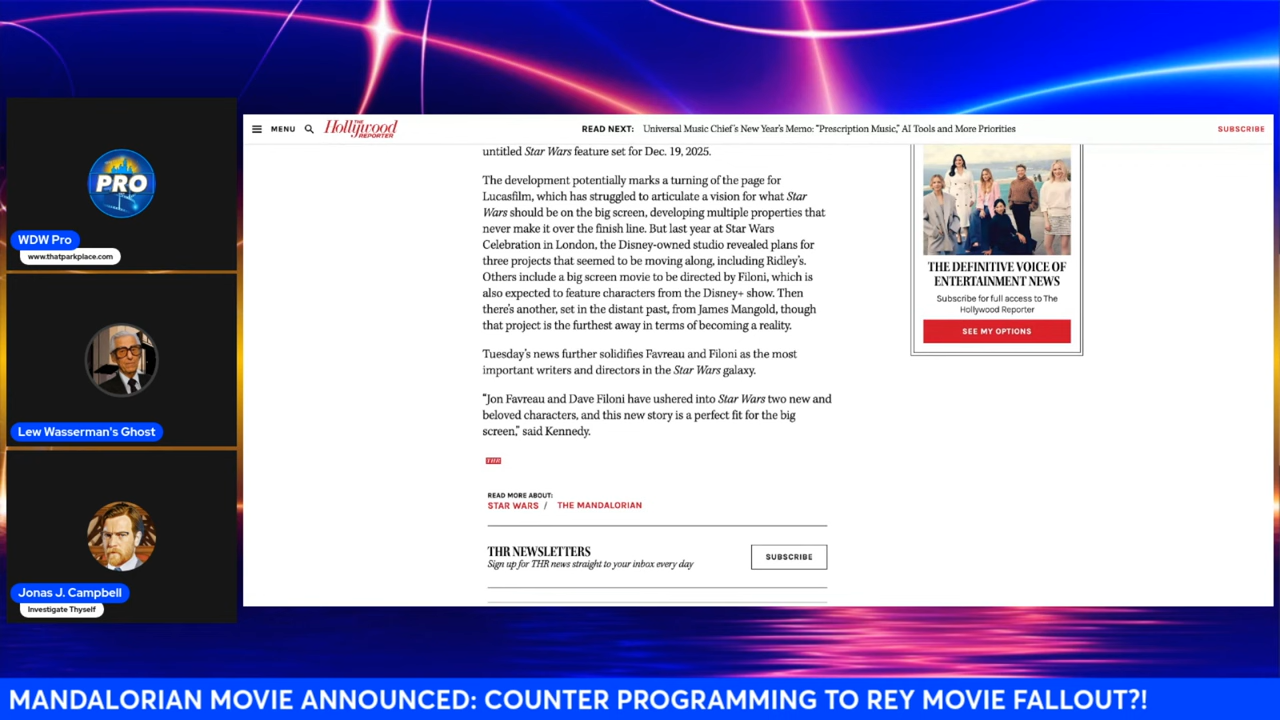 PRO
WDW Pro
www.thatparkplace.com
Lew Wasserman's Ghost
Jonas J. Campbell
Investigate Thyself
MENU
THE
Hollywood
REPORTER
READ NEXT: Universal Music Chief's New Year's Memo: "Prescription Music," AI Tools and More Priorities
SUBSCRIBE
untitled Star Wars feature set for Dec. 19, 2025.
The development potentially marks a turning of the page for
Lucasfilm, which has struggled to articulate a vision for what Star
Wars should be on the big screen, developing multiple properties that
never make it over the finish line. But last year at Star Wars
Celebration in London, the Disney-owned studio revealed plans for
three projects that seemed to be moving along, including Ridley's.
Others include a big screen movie to be directed by Filoni, which is
also expected to feature characters from the Disney+ show. Then
there's another, set in the distant past, from James Mangold, though
that project is the furthest away in terms of becoming a reality.
Tuesday's news further solidifies Favreau and Filoni as the most
important writers and directors in the Star Wars galaxy.
"Jon Favreau and Dave Filoni have ushered into Star Wars two new and
beloved characters, and this new story is a perfect fit for the big
screen," said Kennedy.
THR
READ MORE ABOUT:
STAR WARS / THE MANDALORIAN
THR NEWSLETTERS
Sign up for THR news straight to your inbox every day
SUBSCRIBE
THE DEFINITIVE VOICE OF
ENTERTAINMENT NEWS
Subscribe for full access to The
Hollywood Reporter
SEE MY OPTIONS
MANDALORIAN MOVIE ANNOUNCED: COUNTER PROGRAMMING TO REY MOVIE FALLOUT?!